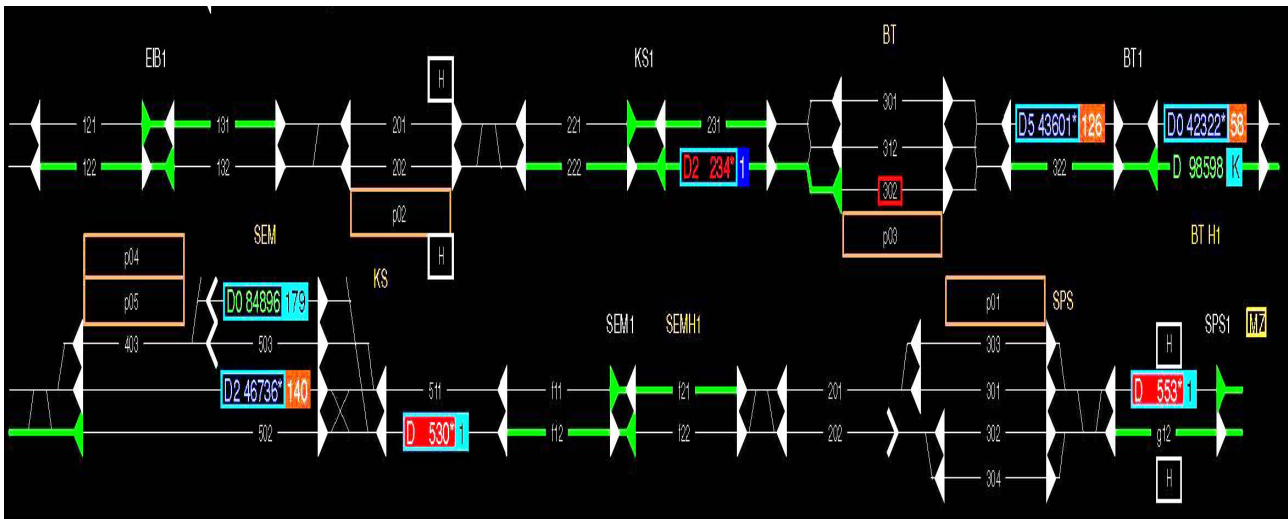 BT
EIB1 KS1 BT1
H
121 131 201 221 231 301 D5 43601* 126 D0 42322* 58
312
122 132 202 222 D2 234* 1 302 322 D 98598 K
p02 p03
SEM BT H1
p04 H
KS
p05 D0 84896 179 p01 SPS
SEM1 SEMH1 SPS1 MZ
403 503 303 H
D2 46736* 140 511 f11 f21 201 301 D 553* 1
502 D 530* 1 f12 f22 202 302 g12
304 H